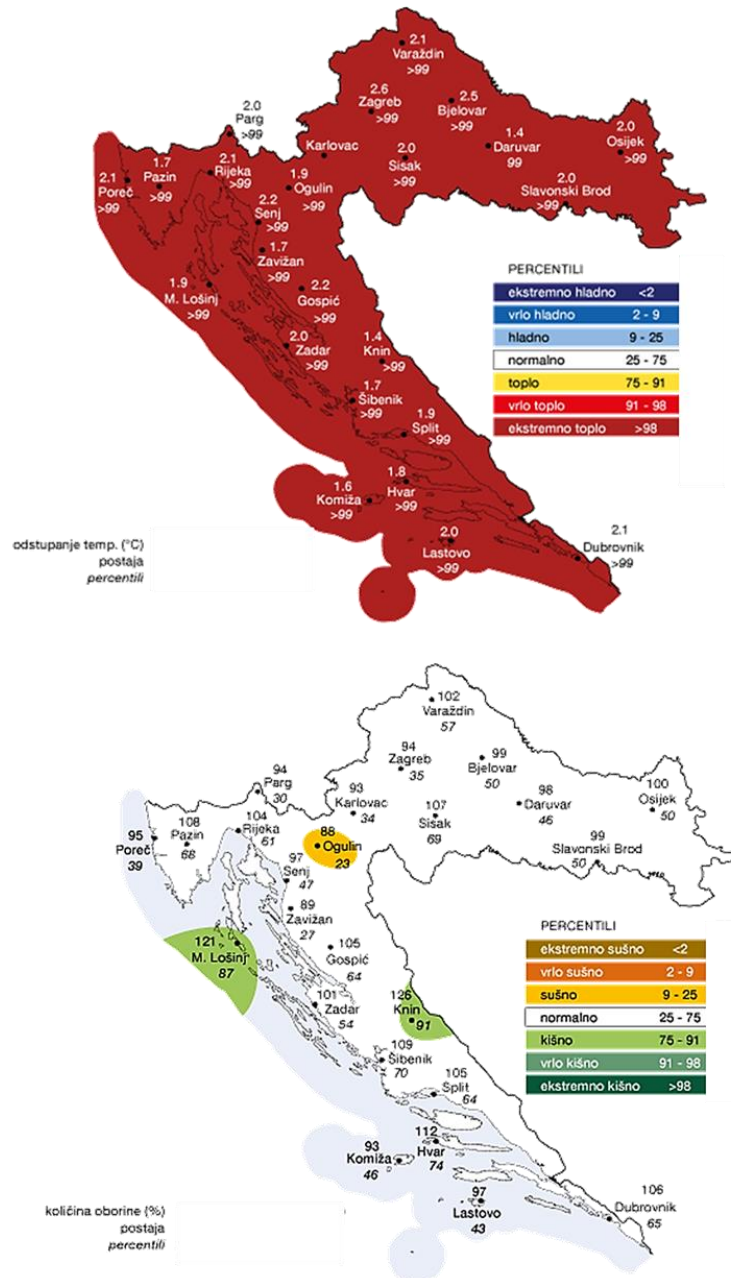 2.1
Varaždin
>99
2.6
Zagreb
>99
2.5
Bjelovar
>99
2.0
Parg
>99
Karlovac
2.0
Sisak
>99
1.4
Daruvar
99
2.0
Osijek
>99
2.1
Poreč
>99
1.7
Pazin
>99
2.1
Rijeka
>99
1.9
Ogulin
>99
2.0
Slavonski Brod
>99
2.2
Senj
>99
1.7
Zavižan
>99
1.9
M. Lošinj
>99
2.2
Gospić
>99
2.0
Zadar
>99
1.4
Knin
>99
1.7
Šibenik
>99
1.9
Split
>99
1.6
Komiža
>99
1.8
Hvar
>99
2.0
Lastovo
>99
2.1
Dubrovnik
>99
PERCENTILI
ekstremno hladno <2
vrlo hladno 2 - 9
hladno 9 - 25
normalno 25 - 75
toplo 75 - 91
vrlo toplo 91 - 98
ekstremno toplo >98
odstupanje temp. (°C)
postaja
percentili
102
Varaždin
57
94
Zagreb
35
99
Bjelovar
50
94
Parg
30
93
Karlovac
34
107
Sisak
69
98
Daruvar
46
100
Osijek
50
95
Poreč
39
108
Pazin
68
104
Rijeka
61
88
Ogulin
23
99
Slavonski Brod
50
97
Senj
47
89
Zavižan
27
121
M. Lošinj
87
105
Gospić
64
101
Zadar
54
126
Knin
91
109
Šibenik
70
105
Split
64
93
Komiža
46
112
Hvar
74
97
Lastovo
43
106
Dubrovnik
65
PERCENTILI
ekstremno sušno <2
vrlo sušno 2 - 9
sušno 9 - 25
normalno 25 - 75
kišno 75 - 91
vrlo kišno 91 - 98
ekstremno kišno >98
količina oborine (%)
postaja
percentili